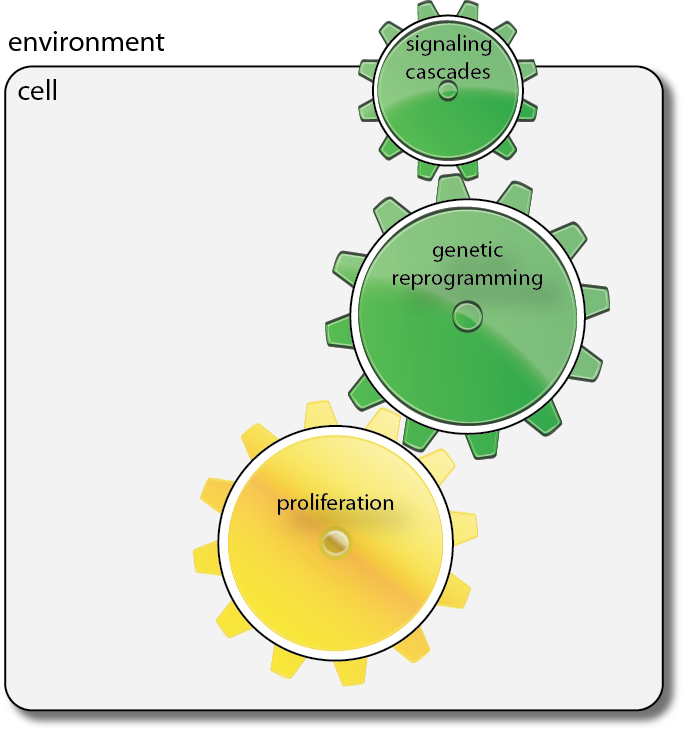 environment
cell
signaling
cascades
genetic
reprogramming
proliferation